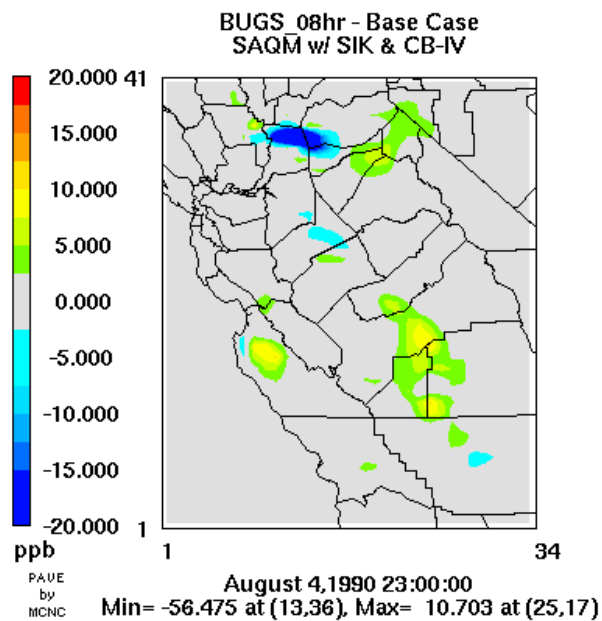 BUGS_08hr - Base Case
SAQM w/ SIK & CB-IV
20.000
15.000
10.000
5.000
0.000
-5.000
-10.000
-15.000
-20.000
ppb
PAVE
by
MCNC
41
1
1
34
August 4,1990 23:00:00
Min= -56.475 at (13,36), Max= 10.703 at (25,17)